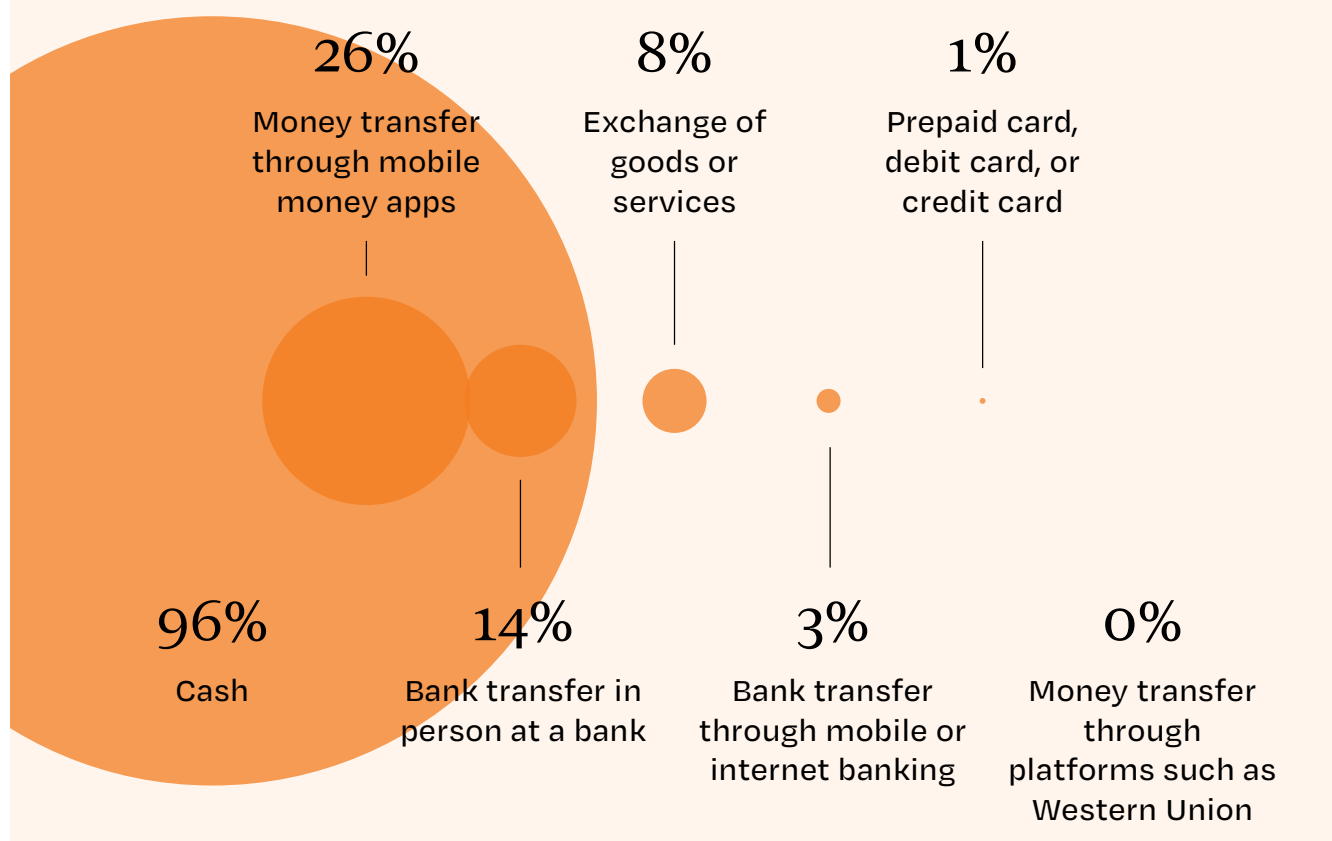 26%
Money transfer
through mobile
money apps
8%
Exchange of
goods or
services
1%
Prepaid card,
debit card, or
credit card
96%
Cash
14%
Bank transfer in
person at a bank
3%
Bank transfer
through mobile or
internet banking
0%
Money transfer
through
platforms such as
Western Union